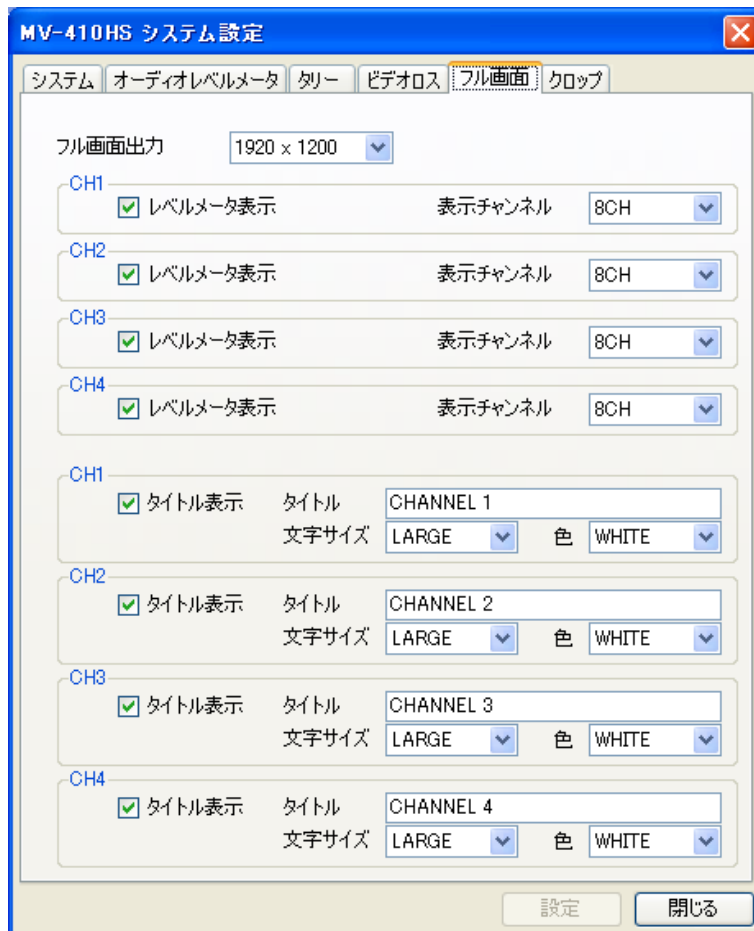 MV-410HS システム設定
システム オーディオレベルメータ タリー ビデオロス フル画面 クロップ
フル画面出力 1920 x 1200
CH1
レベルメータ表示 表示チャンネル 8CH
CH2
レベルメータ表示 表示チャンネル 8CH
CH3
レベルメータ表示 表示チャンネル 8CH
CH4
レベルメータ表示 表示チャンネル 8CH
CH1
タイトル表示 タイトル CHANNEL 1
文字サイズ LARGE 色 WHITE
CH2
タイトル表示 タイトル CHANNEL 2
文字サイズ LARGE 色 WHITE
CH3
タイトル表示 タイトル CHANNEL 3
文字サイズ LARGE 色 WHITE
CH4
タイトル表示 タイトル CHANNEL 4
文字サイズ LARGE 色 WHITE
設定 閉じる